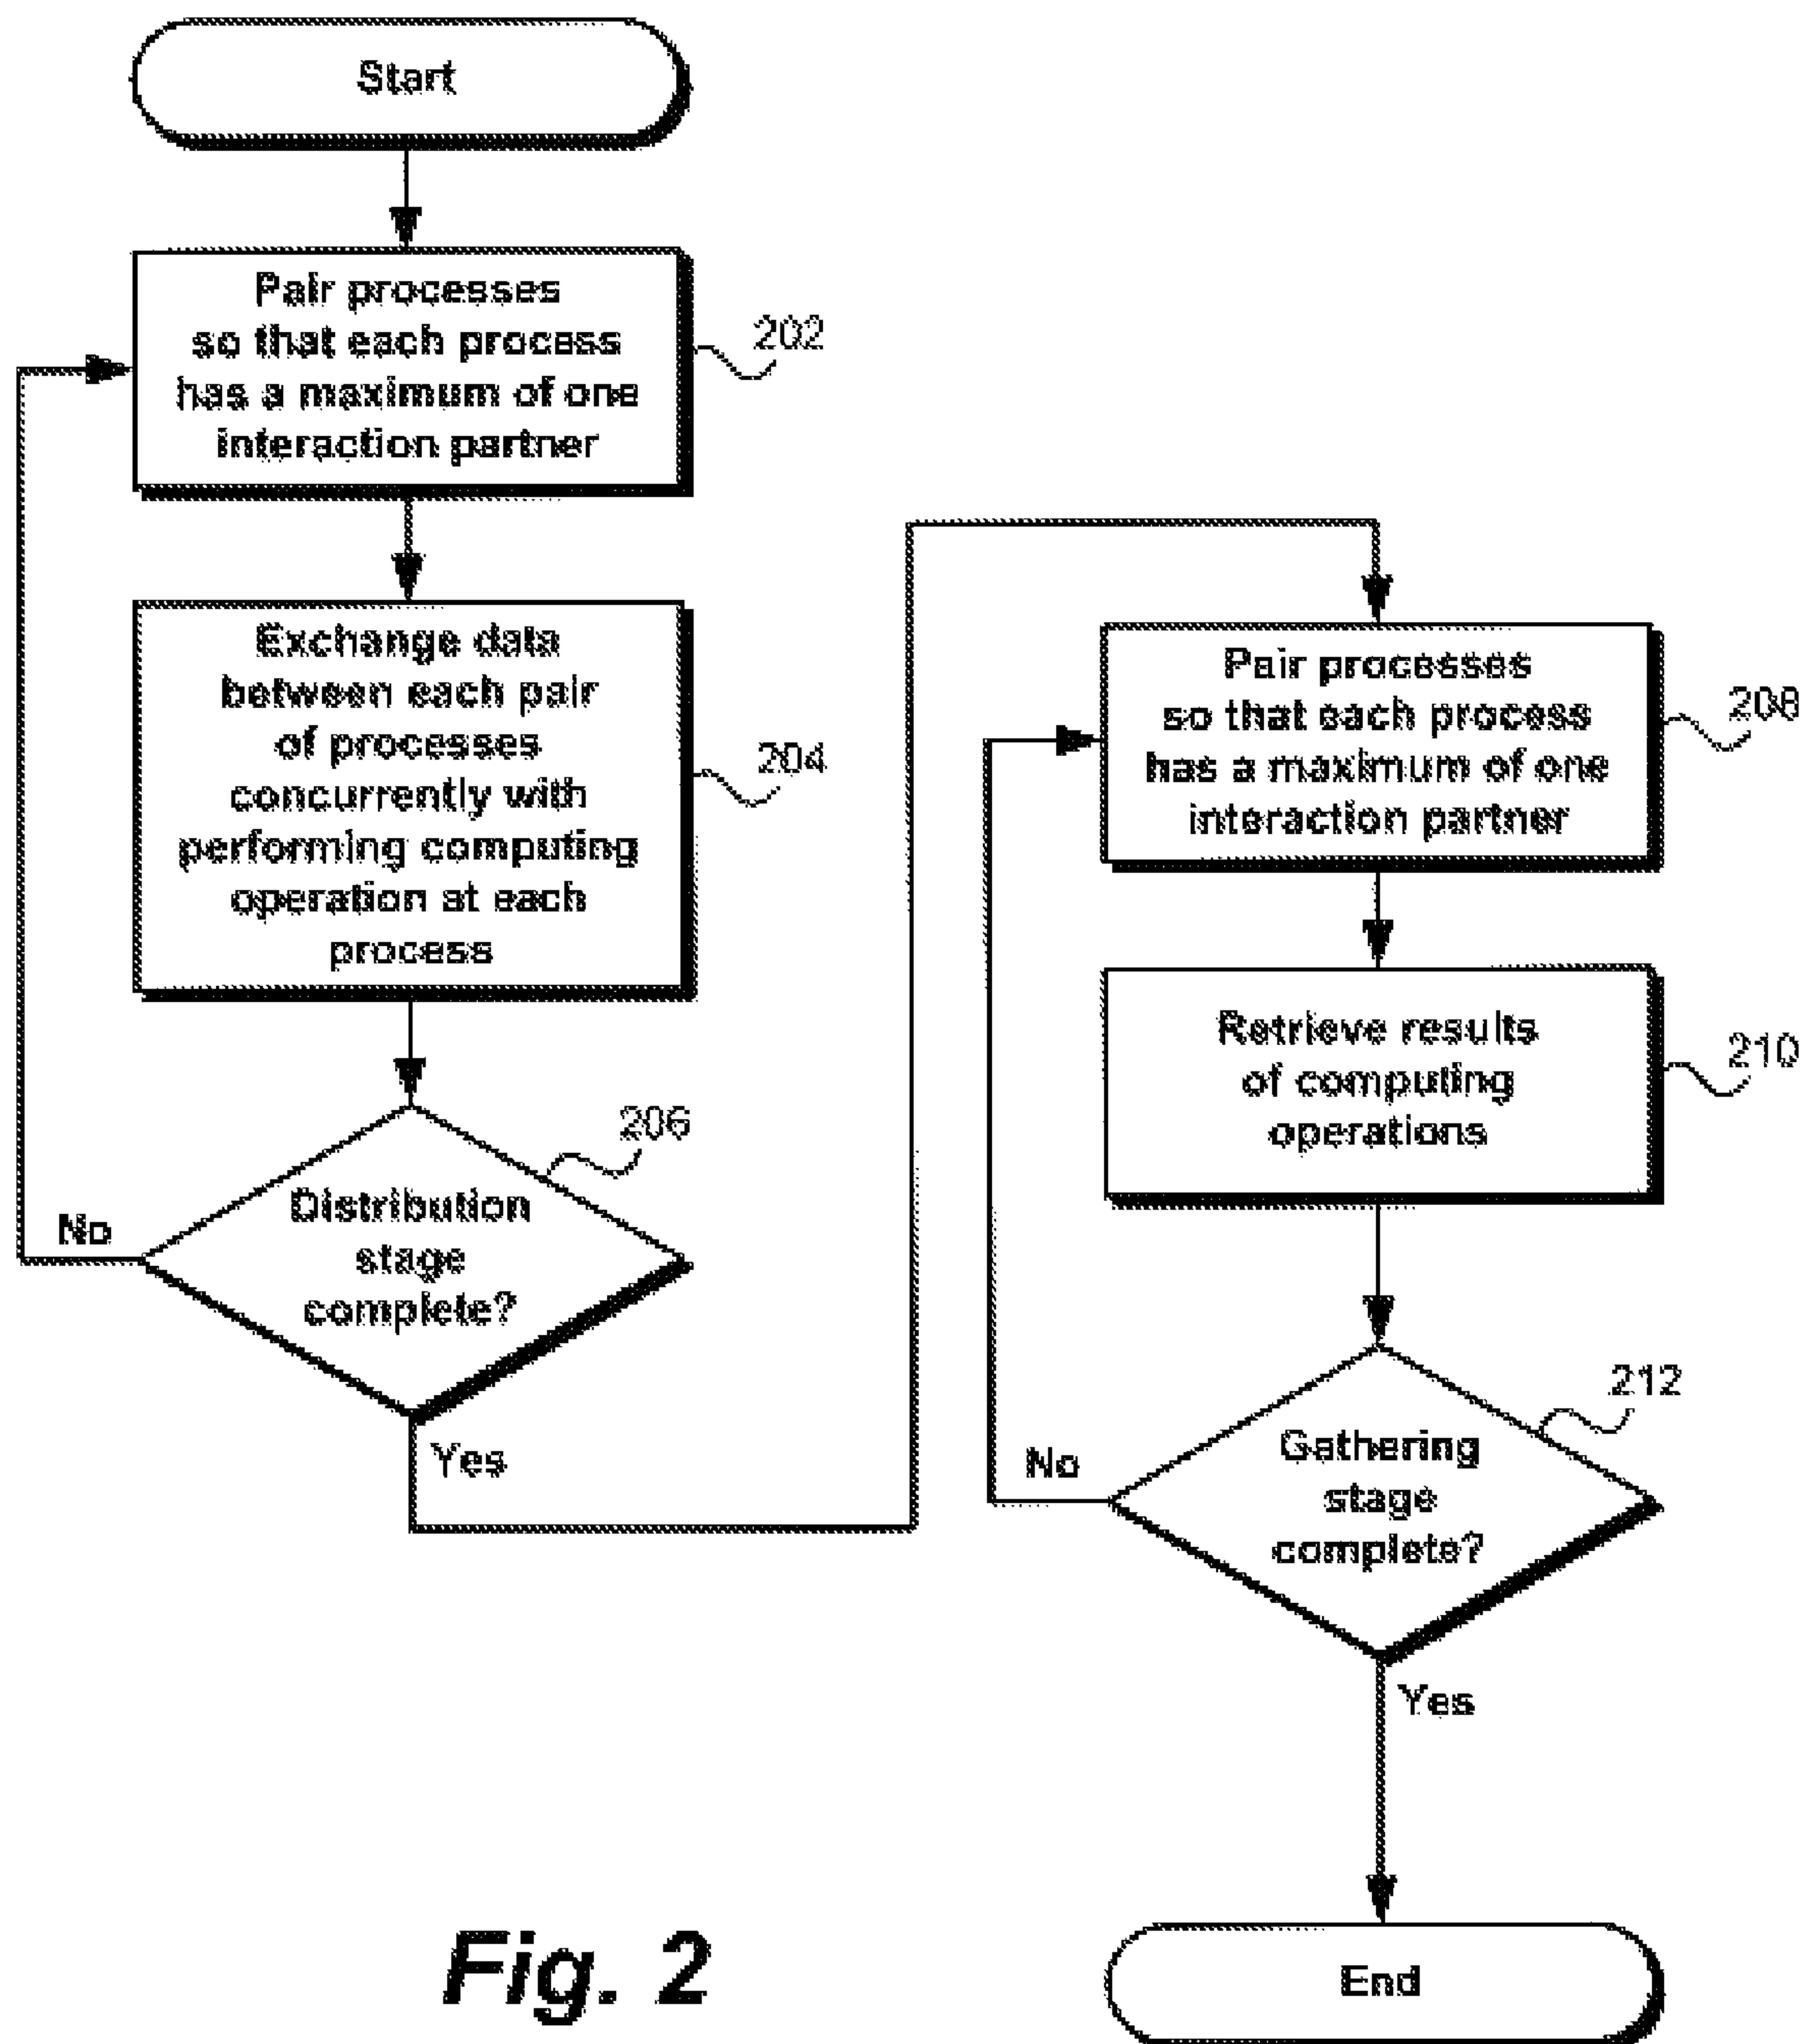 Start
Pair processes
so that each process
has a maximum of one
interaction partner
202
Exchange data
between each pair
of processes
concurrently with
performing computing
operation at each
process
204
206
Distribution
stage
complete?
No
Yes
Pair processes
so that each process
has a maximum of one
interaction partner
208
Retrieve results
of computing
operations
210
212
Gathering
stage
complete?
No
Yes
End
Fig. 2